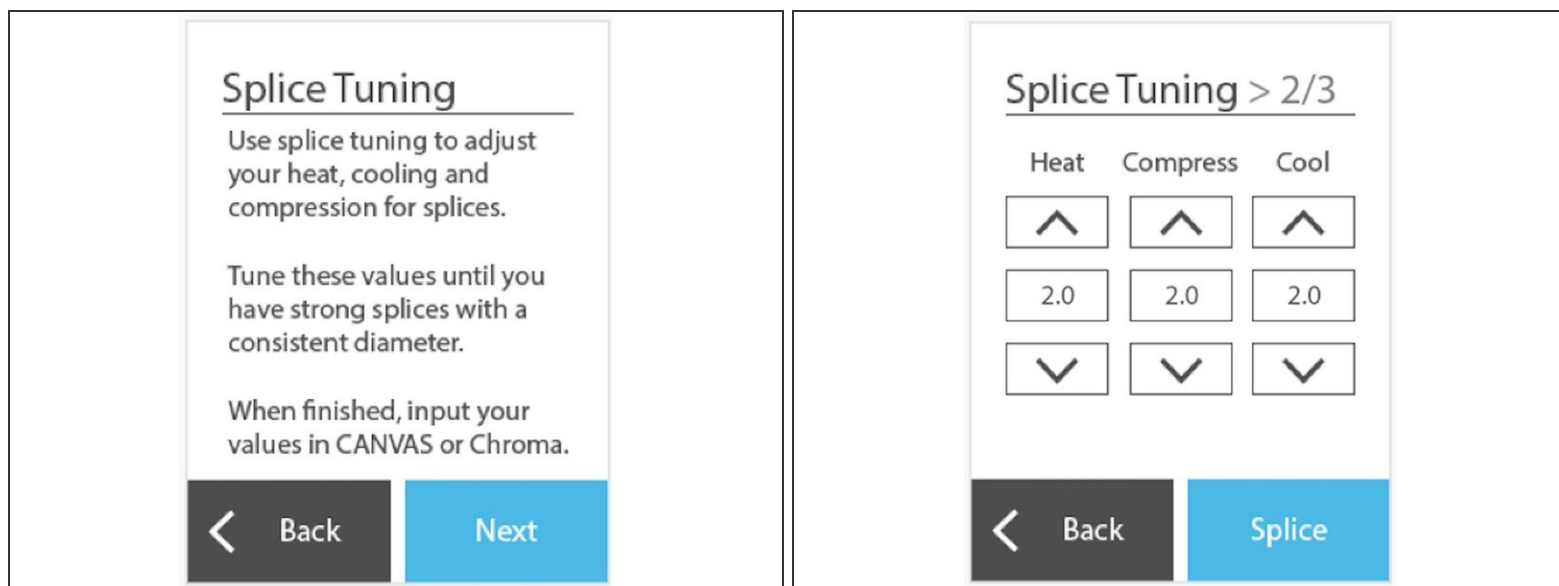 Splice Tuning
Use splice tuning to adjust
your heat, cooling and
compression for splices.
Tune these values until you
have strong splices with a
consistent diameter.
When finished, input your
values in CANVAS or Chroma.
Back
Next
Splice Tuning > 2/3
Heat Compress Cool
2.0 2.0 2.0
Back
Splice